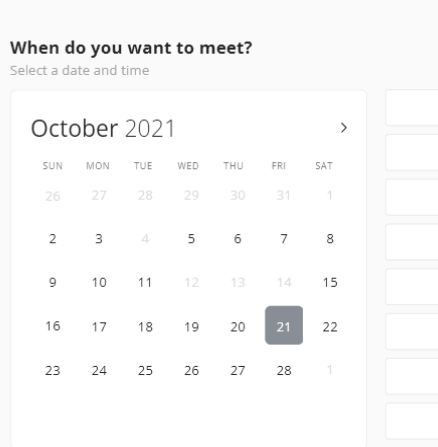 When do you want to meet?
Select a date and time
October 2021
SUN MON TUE WED THU FRI SAT
26 27 28 29 30 31 1
2 3 4 5 6 7 8
9 10 11 12 13 14 15
16 17 18 19 20 21 22
23 24 25 26 27 28 1